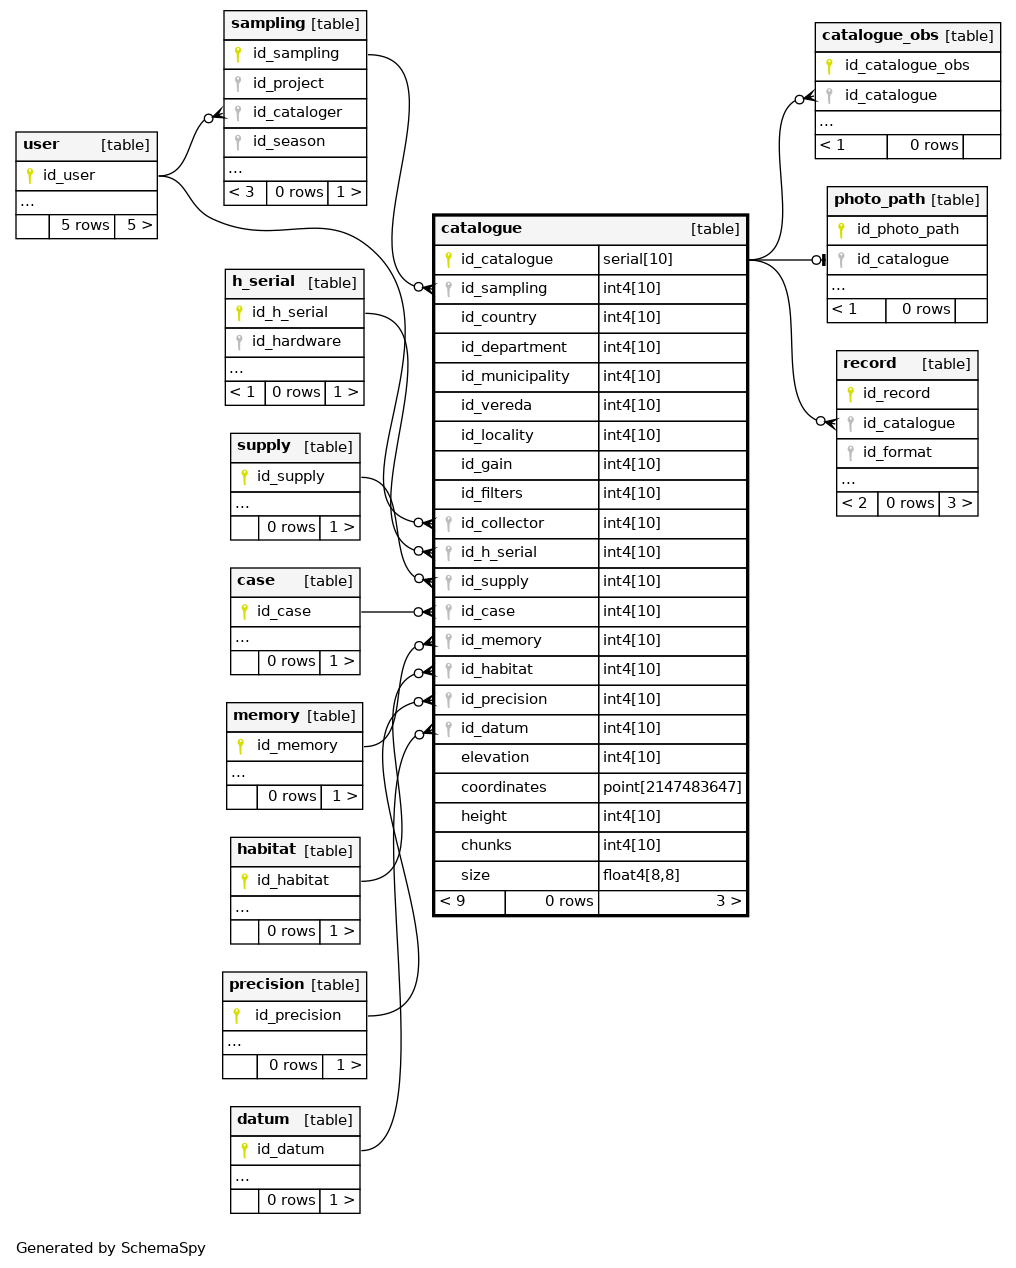 sampling [table]
id_sampling
id_project
id_cataloger
id_season
...
< 3 0 rows 1 >
user [table]
id_user
...
5 rows 5 >
h_serial [table]
id_h_serial
id_hardware
...
< 1 0 rows 1 >
supply [table]
id_supply
...
0 rows 1 >
case [table]
id_case
...
0 rows 1 >
memory [table]
id_memory
...
0 rows 1 >
habitat [table]
id_habitat
...
0 rows 1 >
precision [table]
id_precision
...
0 rows 1 >
datum [table]
id_datum
...
0 rows 1 >
catalogue [table]
id_catalogue serial[10]
id_sampling int4[10]
id_country int4[10]
id_department int4[10]
id_municipality int4[10]
id_vereda int4[10]
id_locality int4[10]
id_gain int4[10]
id_filters int4[10]
id_collector int4[10]
id_h_serial int4[10]
id_supply int4[10]
id_case int4[10]
id_memory int4[10]
id_habitat int4[10]
id_precision int4[10]
id_datum int4[10]
elevation int4[10]
coordinates point[2147483647]
height int4[10]
chunks int4[10]
size float4[8,8]
< 9 0 rows 3 >
catalogue_obs [table]
id_catalogue_obs
id_catalogue
...
< 1 0 rows
photo_path [table]
id_photo_path
id_catalogue
...
< 1 0 rows
record [table]
id_record
id_catalogue
id_format
...
< 2 0 rows 3 >
Generated by SchemaSpy